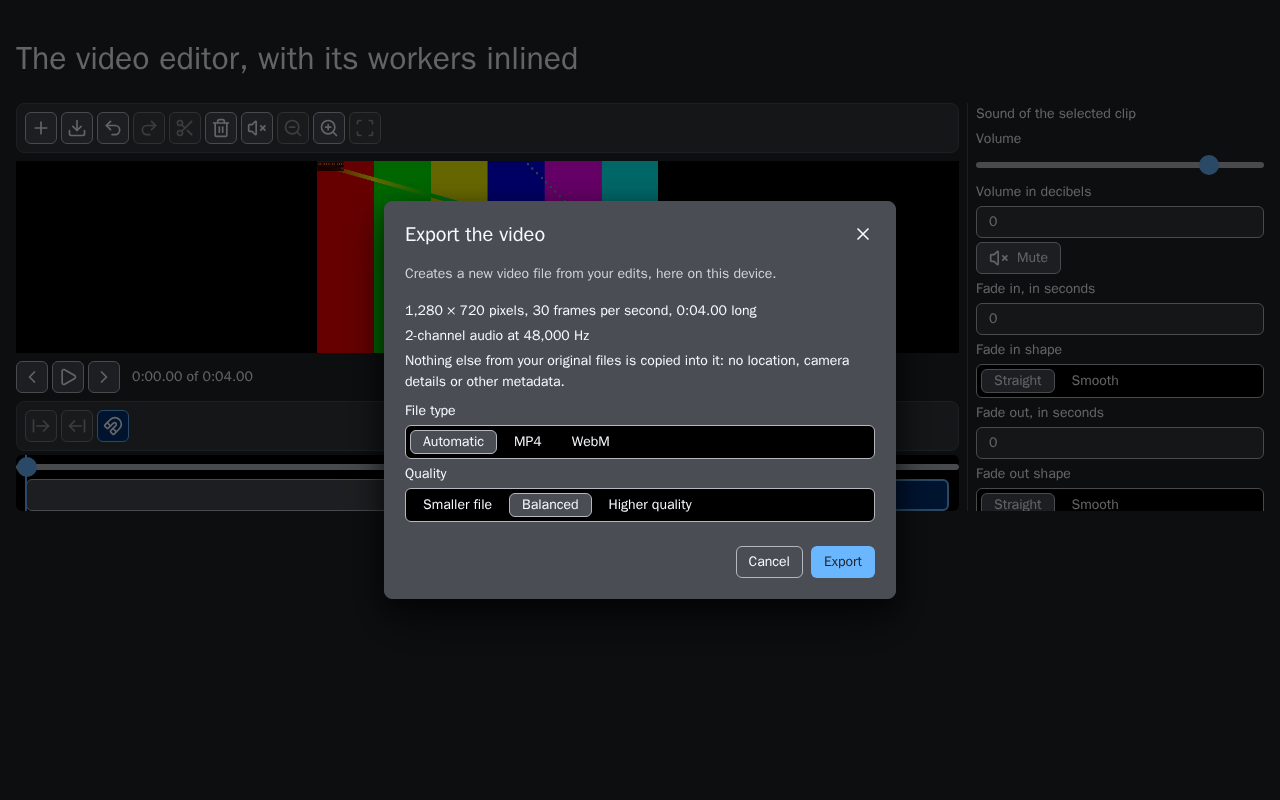 The video editor, with its workers inlined
Sound of the selected clip
Volume
Volume in decibels
0
Mute
Fade in, in seconds
0
Fade in shape
Straight Smooth
Fade out, in seconds
0
Fade out shape
Straight Smooth
0:00.00 of 0:04.00
Export the video
Creates a new video file from your edits, here on this device.
1,280 × 720 pixels, 30 frames per second, 0:04.00 long
2-channel audio at 48,000 Hz
Nothing else from your original files is copied into it: no location, camera
details or other metadata.
File type
Automatic MP4 WebM
Quality
Smaller file Balanced Higher quality
Cancel Export